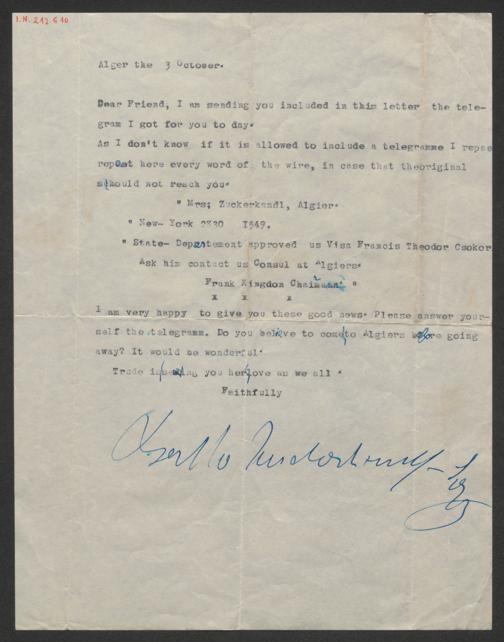 I.N. 212.610
Alger the 3 October.
Dear Friend, I am sending you included in this letter the tele-
gram I got for you to day.
As I don't know if it is allowed to include a telegramme I repea
repeat here every word of the wire, in case that theoriginal
should not reach you.
" Mrs; Zuckerkandl, Algier.
" New-York 2830 1549.
" State- Departement approved us Visa Francis Theodor Csokor
Ask him contact us Consul at Algiers.
Frank Kingdon Chairman "
x x x
I am very happy to give you these good news. Please answer your-
self the telegramm. Do you believe to come to Algiers before going
away? It would be wonderful.
Trude is sending you her love as we all .
Faithfully
Zuckerkandl